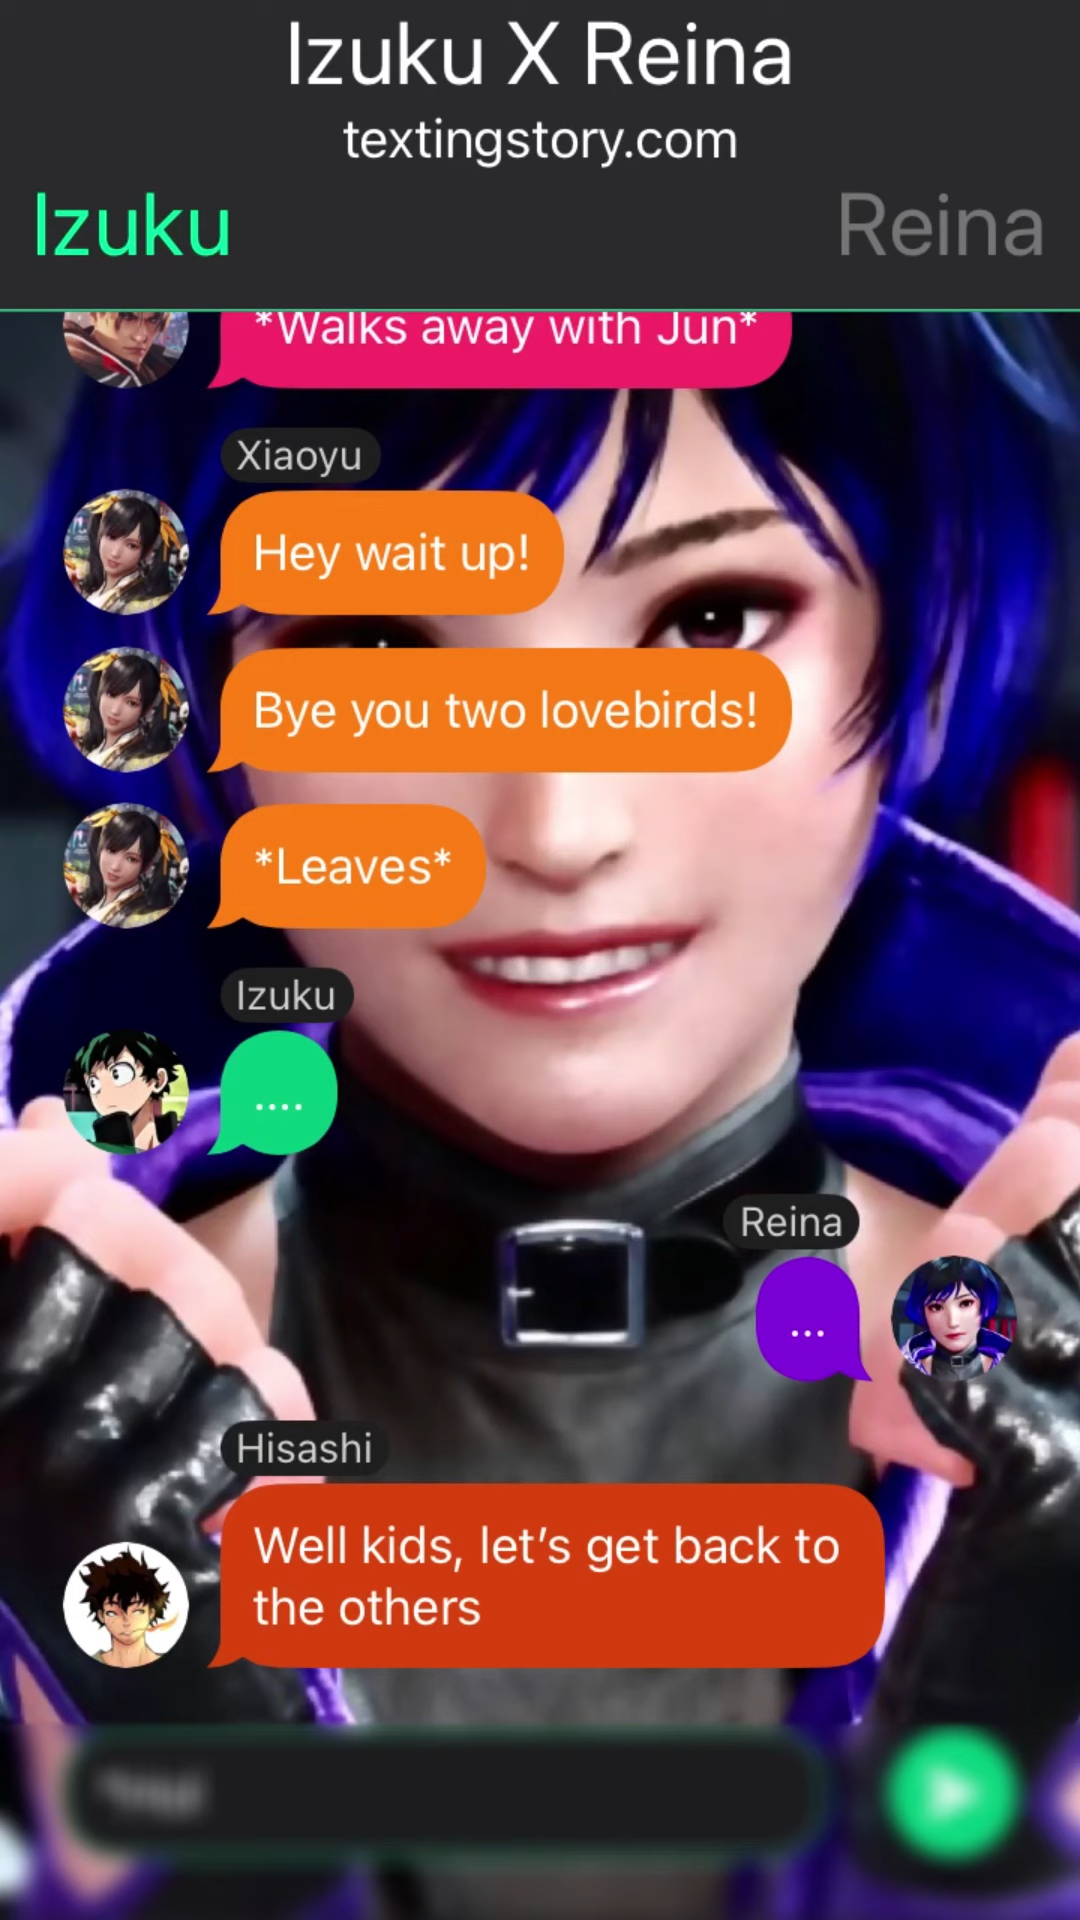 Izuku X Reina
textingstory.com
Izuku
Reina
*Walks away with Jun*
Xiaoyu
Hey wait up!
Bye you two lovebirds!
*Leaves*
Izuku
....
Reina
...
Hisashi
Well kids, let’s get back to
the others